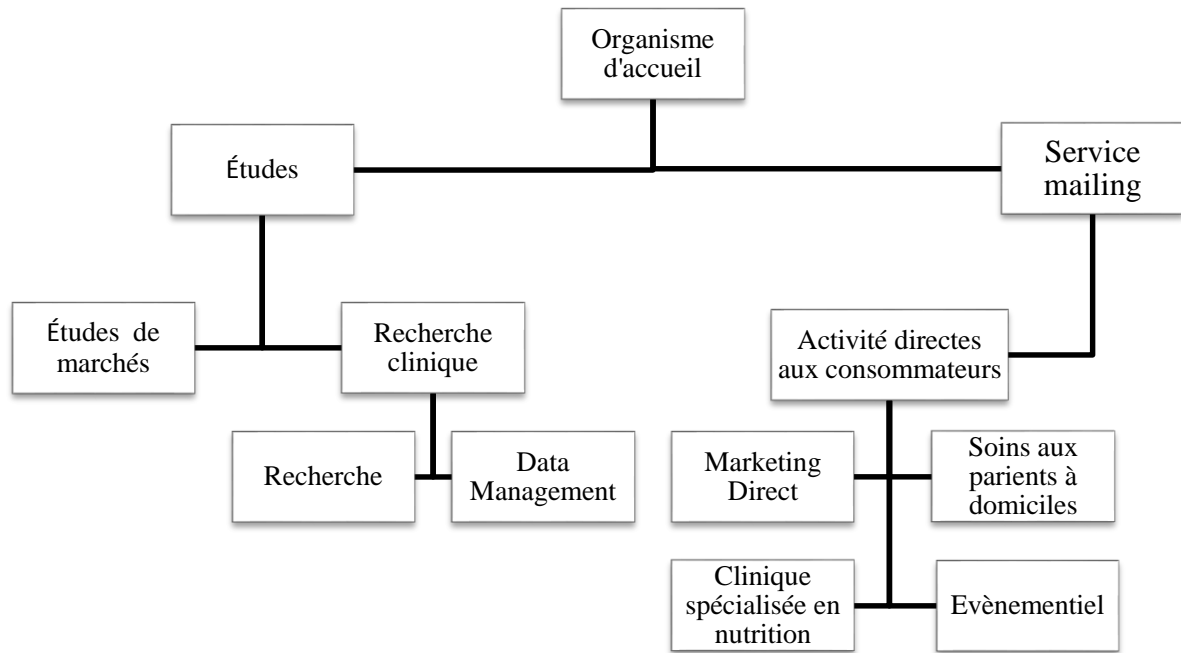 Organisme
d'accueil
Études
Service
mailing
Études de
marchés
Recherche
clinique
Activité directes
aux consommateurs
Recherche
Data
Management
Marketing
Direct
Soins aux
parients à
domiciles
Clinique
spécialisée en
nutrition
Evènementiel